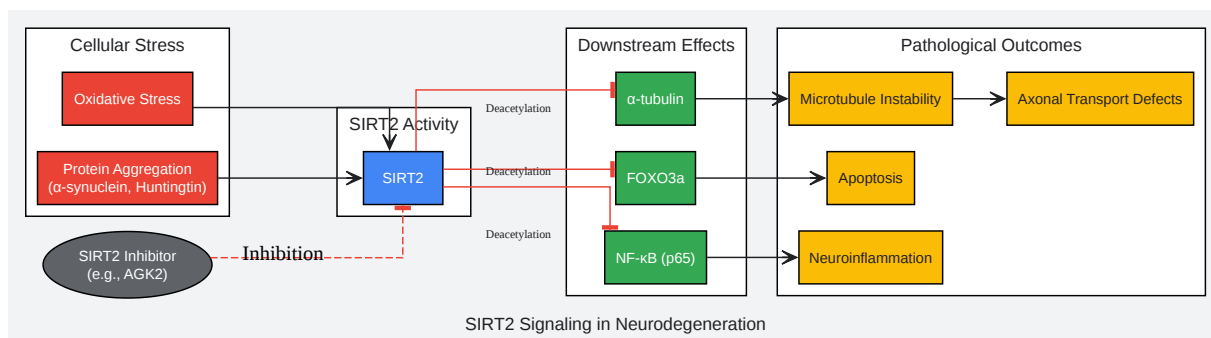 Cellular Stress
Oxidative Stress
Protein Aggregation
(α-synuclein, Huntingtin)
SIRT2 Inhibitor
(e.g., AGK2)
Inhibition
SIRT2 Activity
SIRT2
Deacetylation
Deacetylation
Deacetylation
Downstream Effects
α-tubulin
FOXO3a
NF-κB (p65)
Pathological Outcomes
Microtubule Instability
Axonal Transport Defects
Apoptosis
Neuroinflammation
SIRT2 Signaling in Neurodegeneration